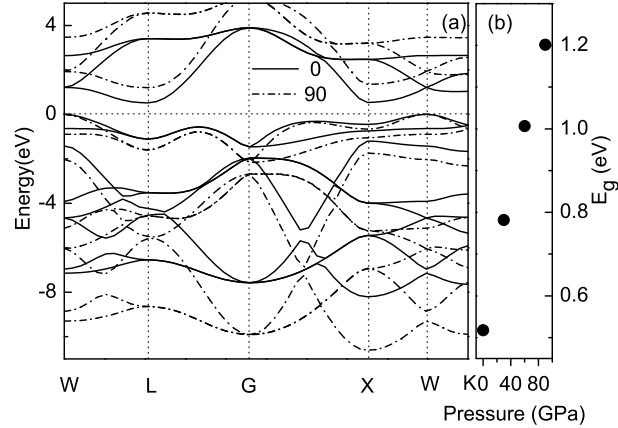 4
0
-4
-8
Energy(eV)
(a)
0
90
W
L
G
X
W
K
(b)
1.2
1.0
0.8
0.6
E_g (eV)
0
40
80
Pressure (GPa)